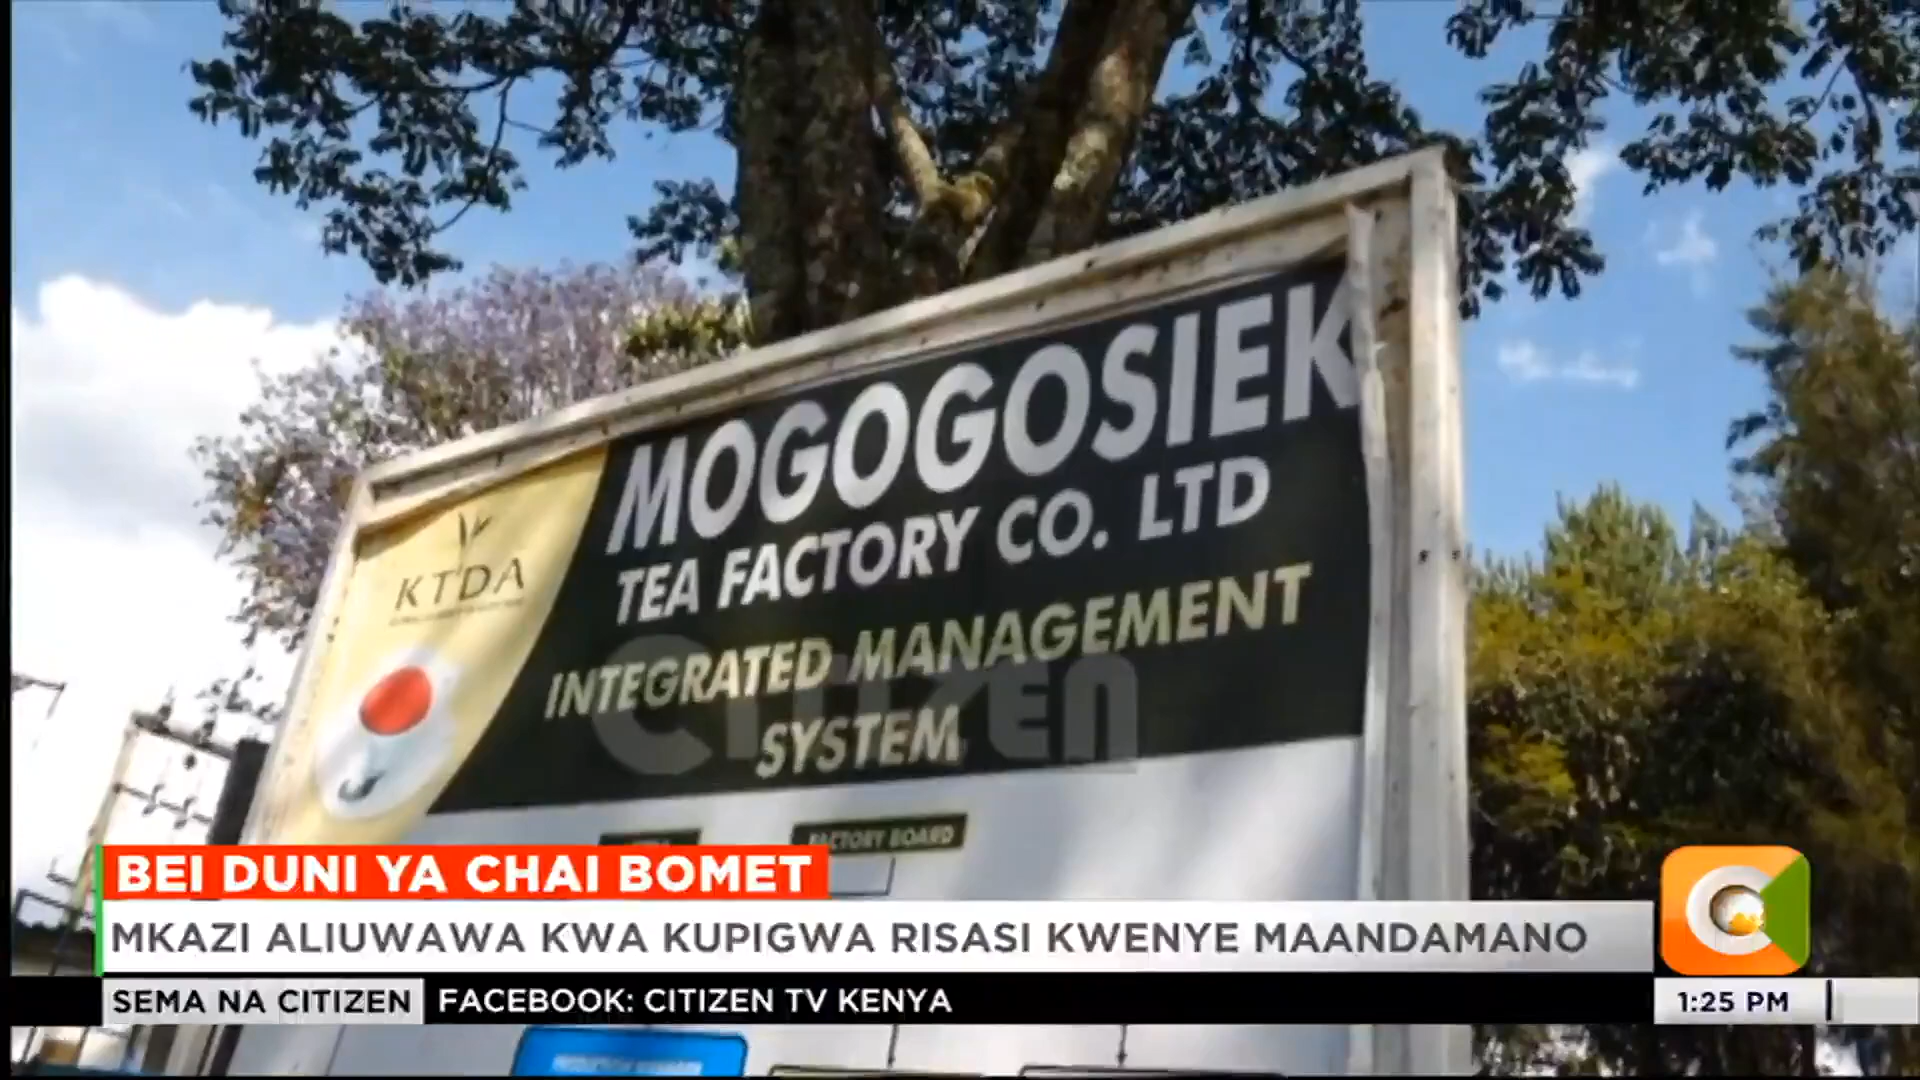 MOGOGOSIEK
TEA FACTORY CO. LTD
KTDA
INTEGRATED MANAGEMENT
SYSTEM
CITIZEN
FACTORY BOARD
BEI DUNI YA CHAI BOMET
MKAZI ALIUWAWA KWA KUPIGWA RISASI KWENYE MAANDAMANO
SEMA NA CITIZEN
FACEBOOK: CITIZEN TV KENYA
1:25 PM